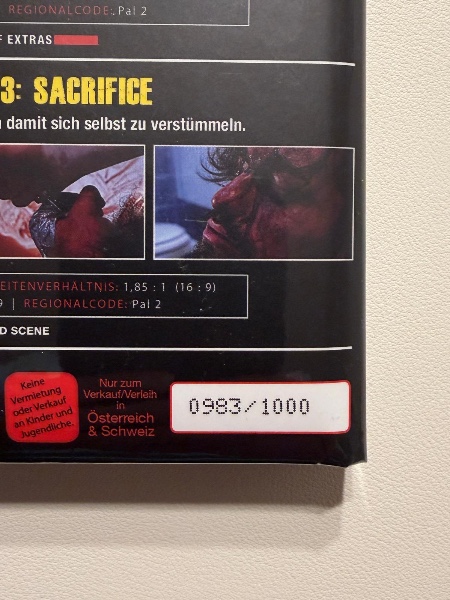 REGIONALCODE: Pal 2
EXTRAS
3: SACRIFICE
damit sich selbst zu verstümmeln.
EITENVERHÄLTNIS: 1,85 : 1 (16 : 9)
9 | REGIONALCODE: Pal 2
D SCENE
Keine
Vermietung
oder Verkauf
an Kinder und
Jugendliche.
Nur zum
Verkauf/Verleih
in
Österreich
& Schweiz
0983/1000